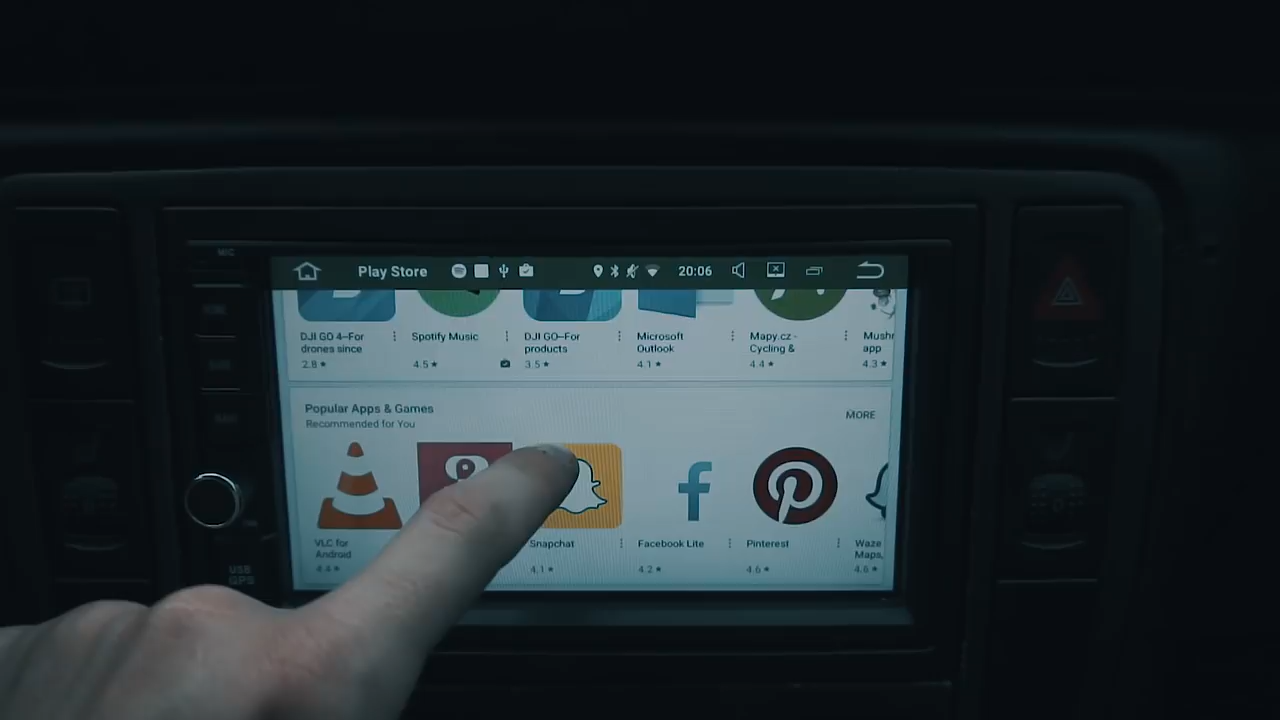 MIC
Play Store
20:06
DJI GO 4–For
drones since
2.8★
Spotify Music
4.5★
DJI GO–For
products
3.5★
Microsoft
Outlook
4.1★
Mapy.cz -
Cycling &
4.4★
Mushr
app
4.3★
Popular Apps & Games
MORE
Recommended for You
VLC for
Android
4.4★
Snapchat
4.1★
Facebook Lite
4.2★
Pinterest
4.6★
Waze
Maps,
4.6★
USB
GPS